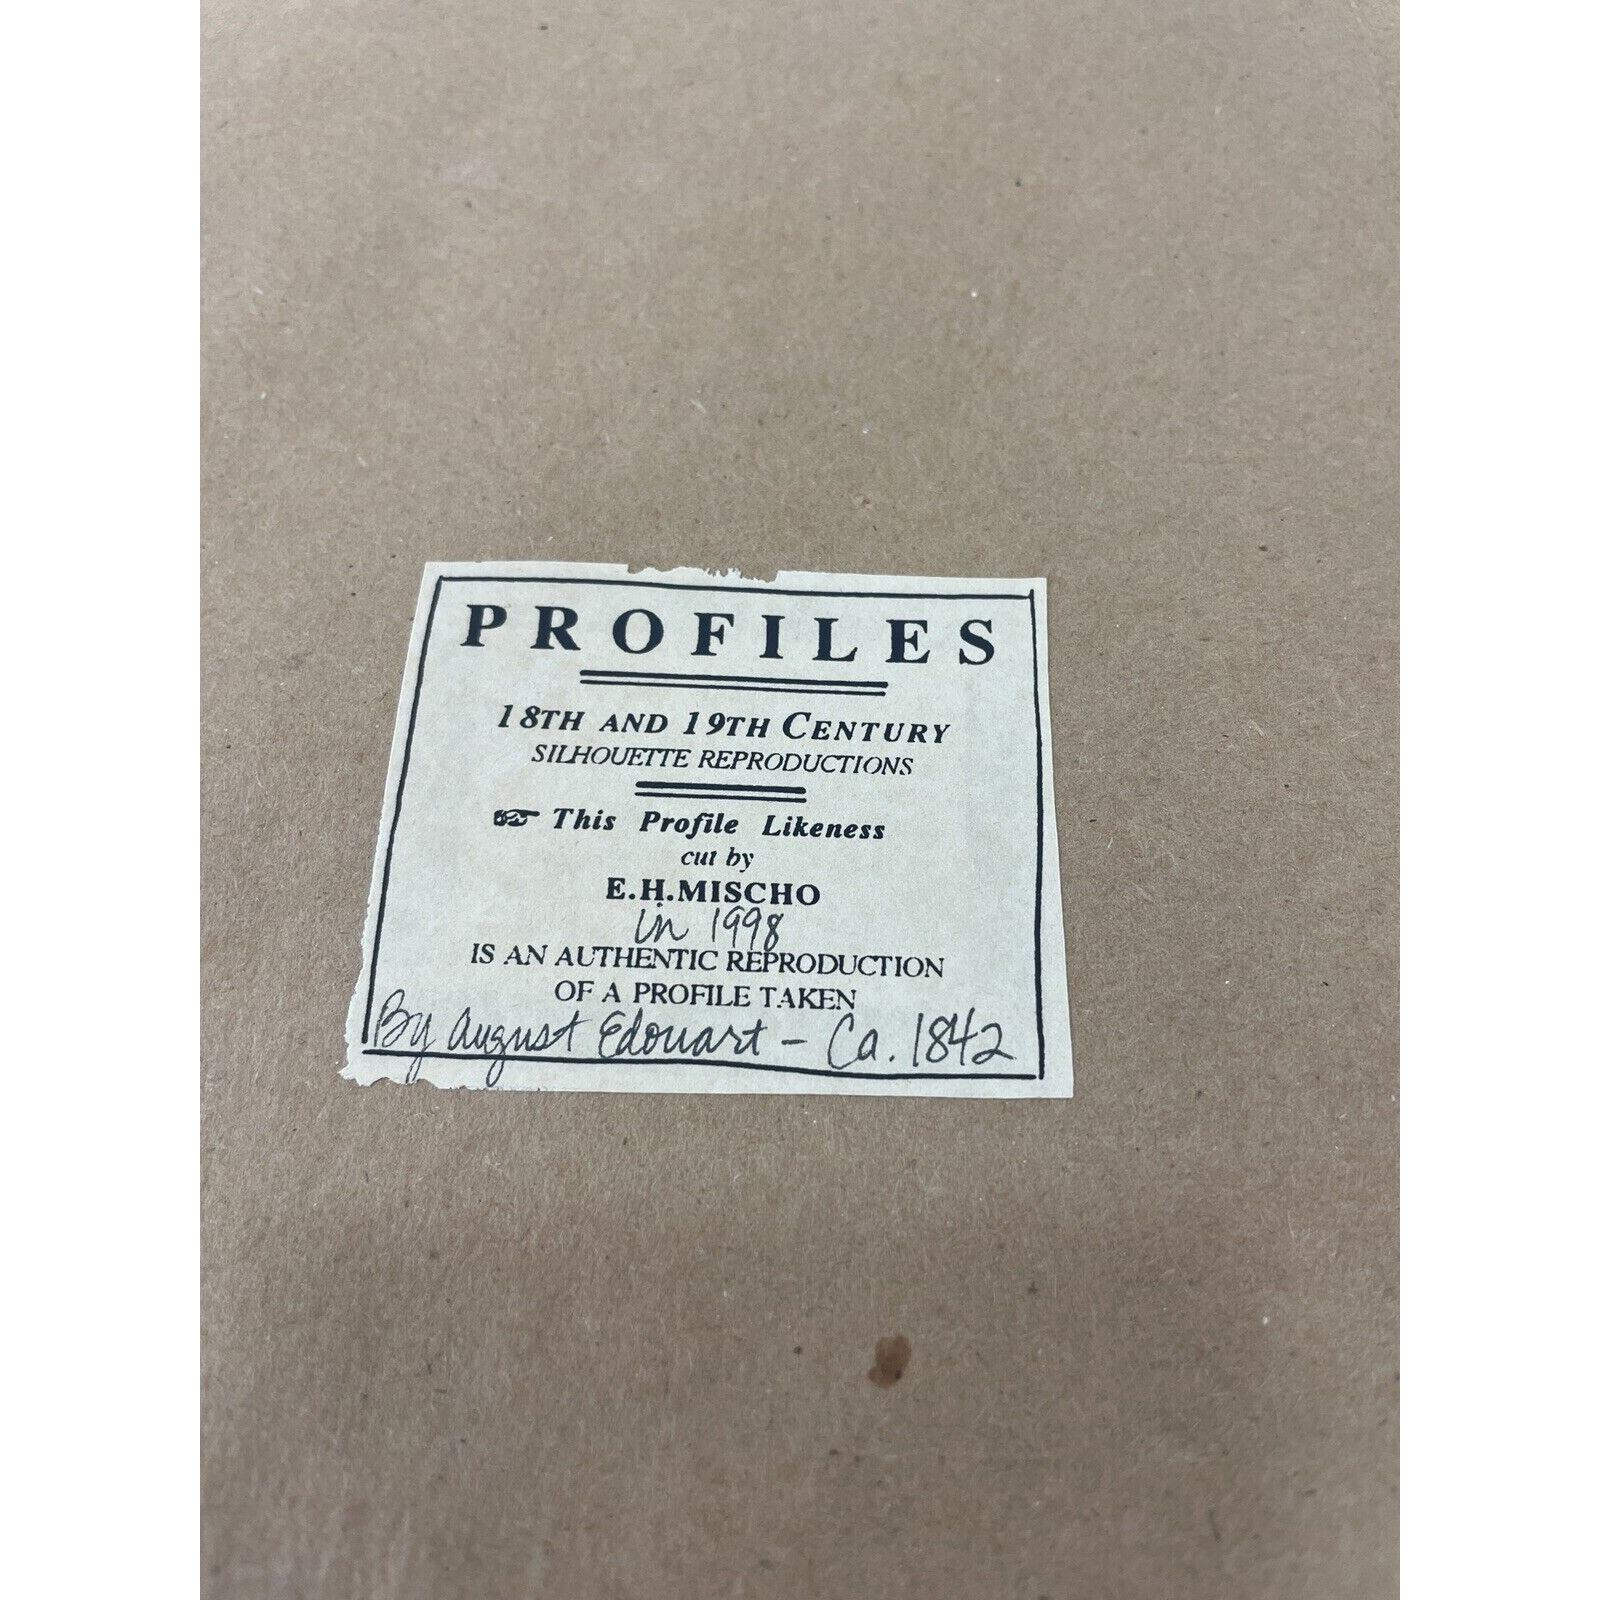 PROFILES
18TH AND 19TH CENTURY
SILHOUETTE REPRODUCTIONS
☞ This Profile Likeness
cut by
E.H.MISCHO
in 1998
IS AN AUTHENTIC REPRODUCTION
OF A PROFILE TAKEN
By August Edouart – Ca. 1842